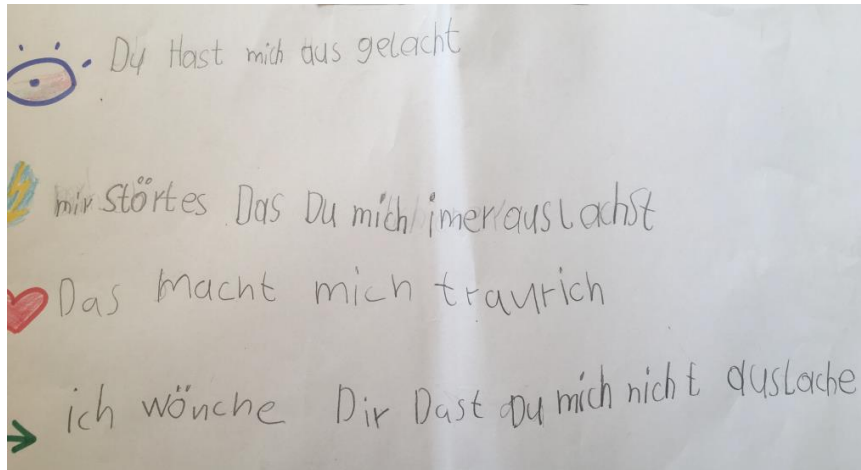 Du Hast mich aus gelacht
mir Störtes Das Du mich imer auslachst
Das macht mich traurich
ich wönche Dir Dast Du mich nicht auslache